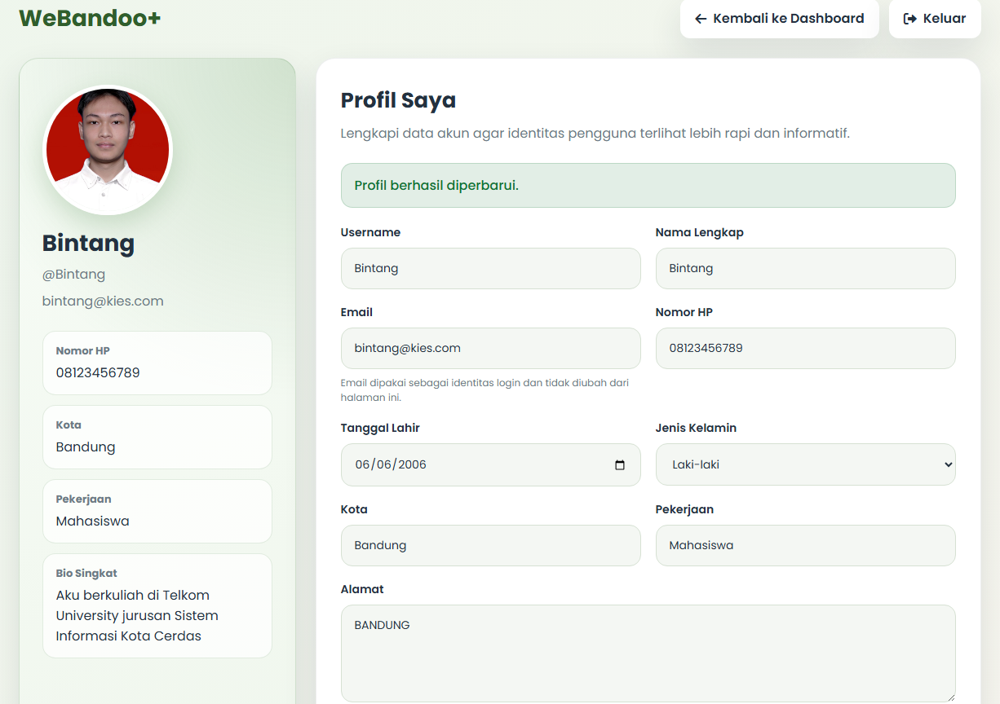 WeBandoo+
Kembali ke Dashboard
Keluar
Bintang
@Bintang
bintang@kies.com
Nomor HP
08123456789
Kota
Bandung
Pekerjaan
Mahasiswa
Bio Singkat
Aku berkuliah di Telkom
University jurusan Sistem
Informasi Kota Cerdas
Profil Saya
Lengkapi data akun agar identitas pengguna terlihat lebih rapi dan informatif.
Profil berhasil diperbarui.
Username
Bintang
Nama Lengkap
Bintang
Email
bintang@kies.com
Email dipakai sebagai identitas login dan tidak diubah dari
halaman ini.
Nomor HP
08123456789
Tanggal Lahir
06/06/2006
Jenis Kelamin
Laki-laki
Kota
Bandung
Pekerjaan
Mahasiswa
Alamat
BANDUNG